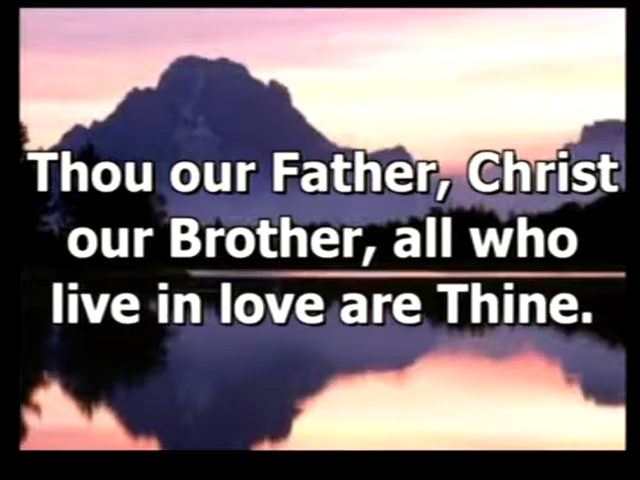 Thou our Father, Christ
our Brother, all who
live in love are Thine.